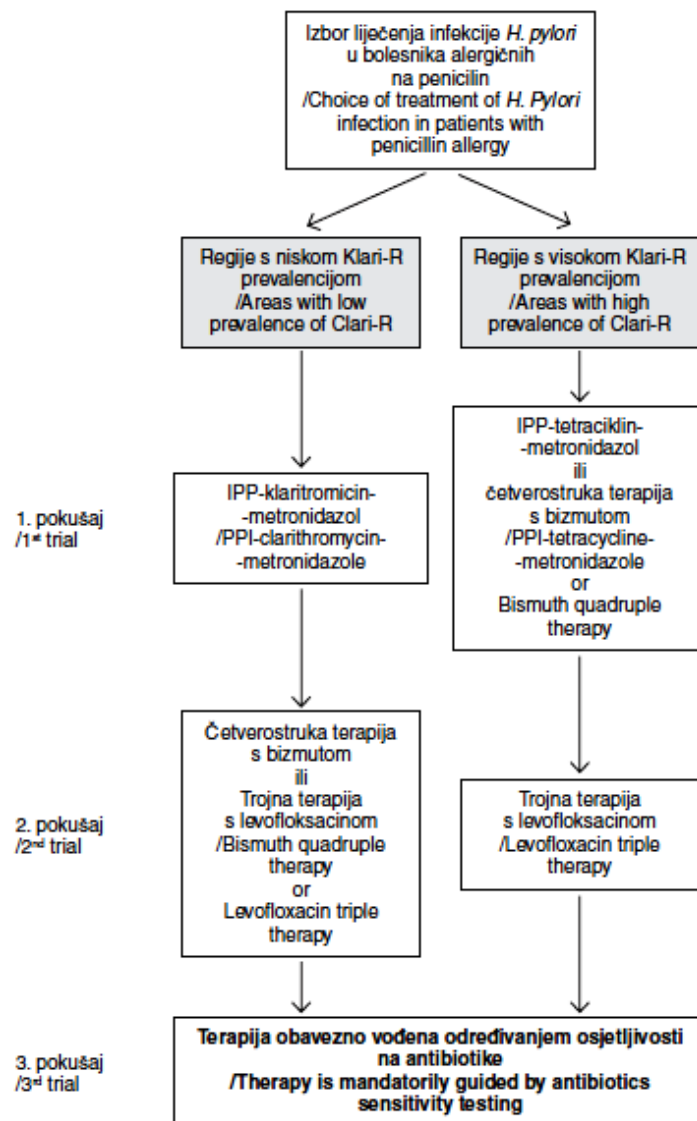 Izbor liječenja infekcije H. pylori
u bolesnika alergičnih
na penicilin
/Choice of treatment of H. Pylori
infection in patients with
penicillin allergy
Regije s niskom Klari-R
prevalencijom
/Areas with low
prevalence of Clari-R
Regije s visokom Klari-R
prevalencijom
/Areas with high
prevalence of Clari-R
1. pokušaj
/1st trial
IPP-klaritromicin-
-metronidazol
/PPI-clarithromycin-
-metronidazole
IPP-tetraciklin-
-metronidazol
ili
četverostruka terapija
s bizmutom
/PPI-tetracycline-
-metronidazole
or
Bismuth quadruple
therapy
2. pokušaj
/2nd trial
Četverostruka terapija
s bizmutom
ili
Trojna terapija
s levofloksacinom
/Bismuth quadruple
therapy
or
Levofloxacin triple
therapy
Trojna terapija
s levofloksacinom
/Levofloxacin triple
therapy
3. pokušaj
/3rd trial
Terapija obavezno vođena određivanjem osjetljivosti
na antibiotike
/Therapy is mandatorily guided by antibiotics
sensitivity testing